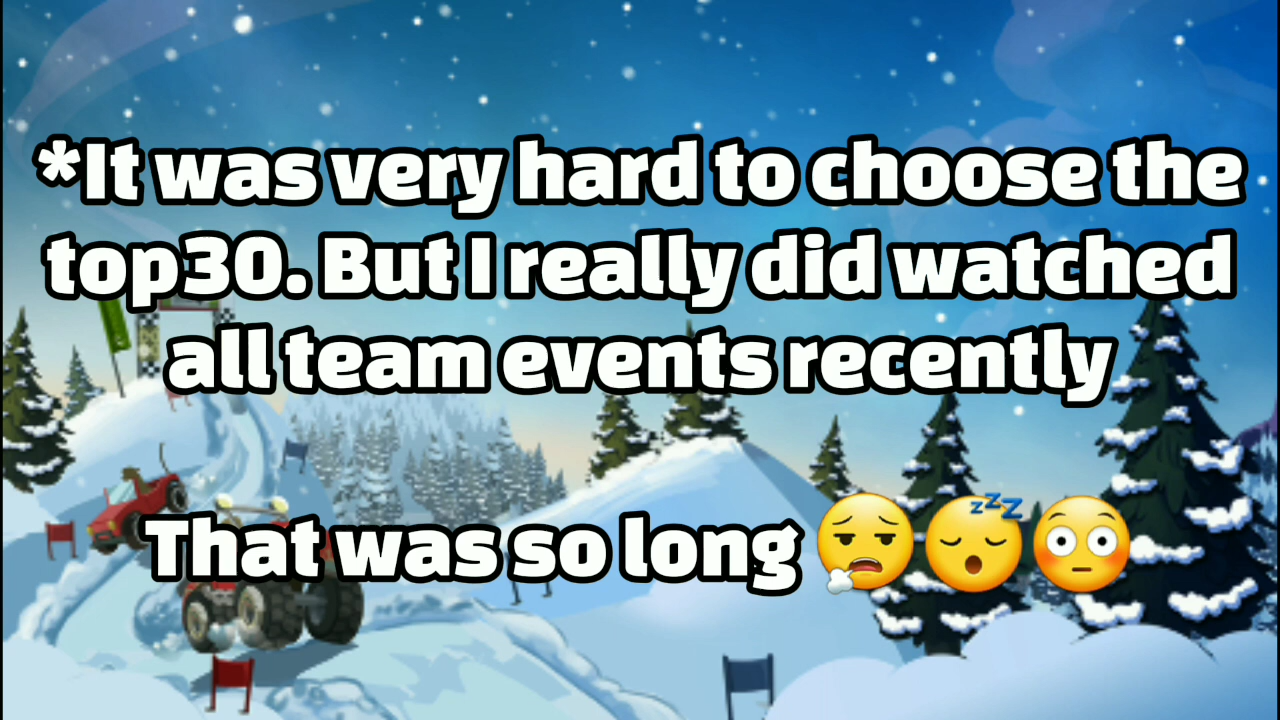 *It was very hard to choose the
top30. But I really did watched
all team events recently
That was so long 😮‍💨😴😳